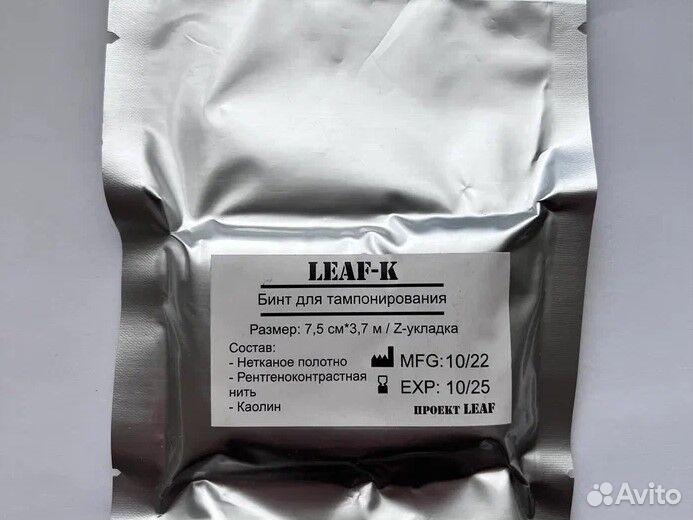 LEAF-K
Бинт для тампонирования
Размер: 7,5 см*3,7 м / Z-укладка
Состав:
- Нетканое полотно
- Рентгеноконтрастная
нить
- Каолин
MFG:10/22
EXP: 10/25
ПРОЕКТ LEAF
Avito